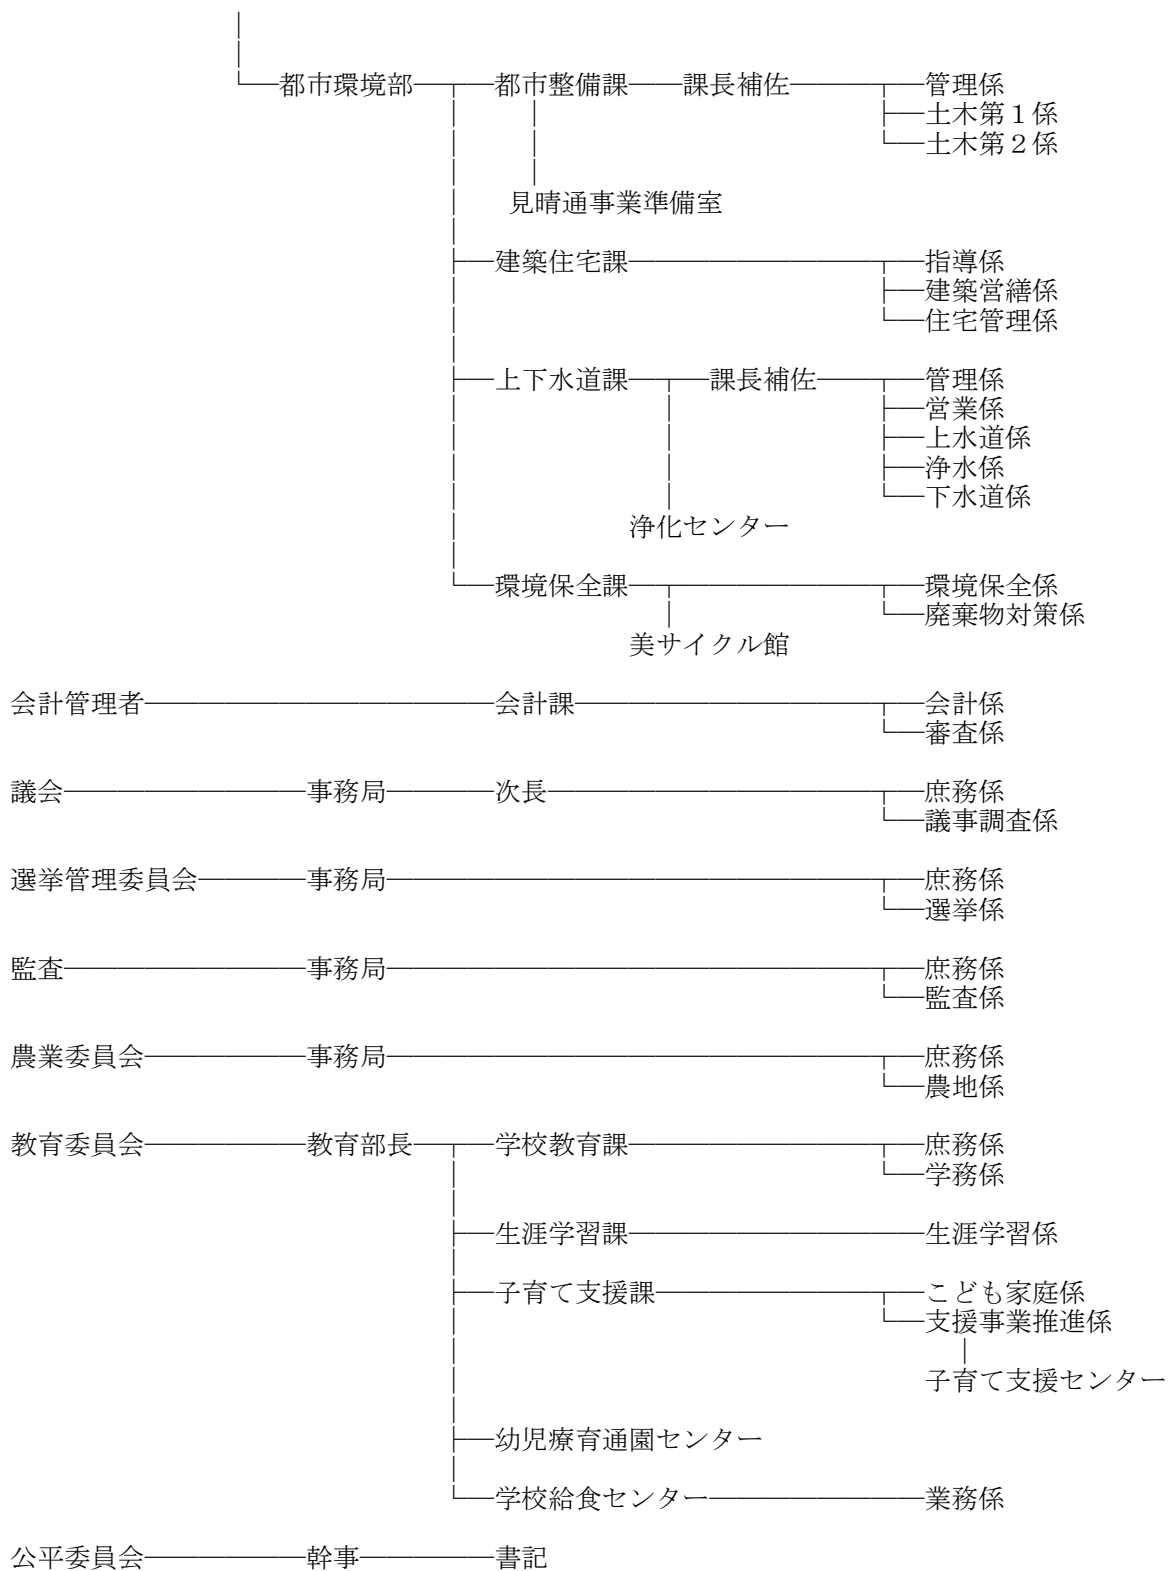 都市環境部 都市整備課 課長補佐 管理係
土木第１係
土木第２係
見晴通事業準備室
建築住宅課 指導係
建築営繕係
住宅管理係
上下水道課 課長補佐 管理係
営業係
上水道係
浄水係
下水道係
浄化センター
環境保全課 環境保全係
廃棄物対策係
美サイクル館
会計管理者 会計課 会計係
審査係
議会 事務局 次長 庶務係
議事調査係
選挙管理委員会 事務局 庶務係
選挙係
監査 事務局 庶務係
監査係
農業委員会 事務局 庶務係
農地係
教育委員会 教育部長 学校教育課 庶務係
学務係
生涯学習課 生涯学習係
子育て支援課 こども家庭係
支援事業推進係
子育て支援センター
幼児療育通園センター
学校給食センター 業務係
公平委員会 幹事 書記